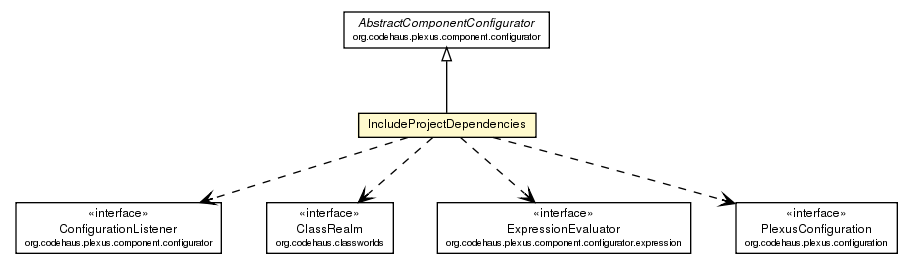 AbstractComponentConfigurator
org.codehaus.plexus.component.configurator
IncludeProjectDependencies
«interface»
ConfigurationListener
org.codehaus.plexus.component.configurator
«interface»
ClassRealm
org.codehaus.classworlds
«interface»
ExpressionEvaluator
org.codehaus.plexus.component.configurator.expression
«interface»
PlexusConfiguration
org.codehaus.plexus.configuration